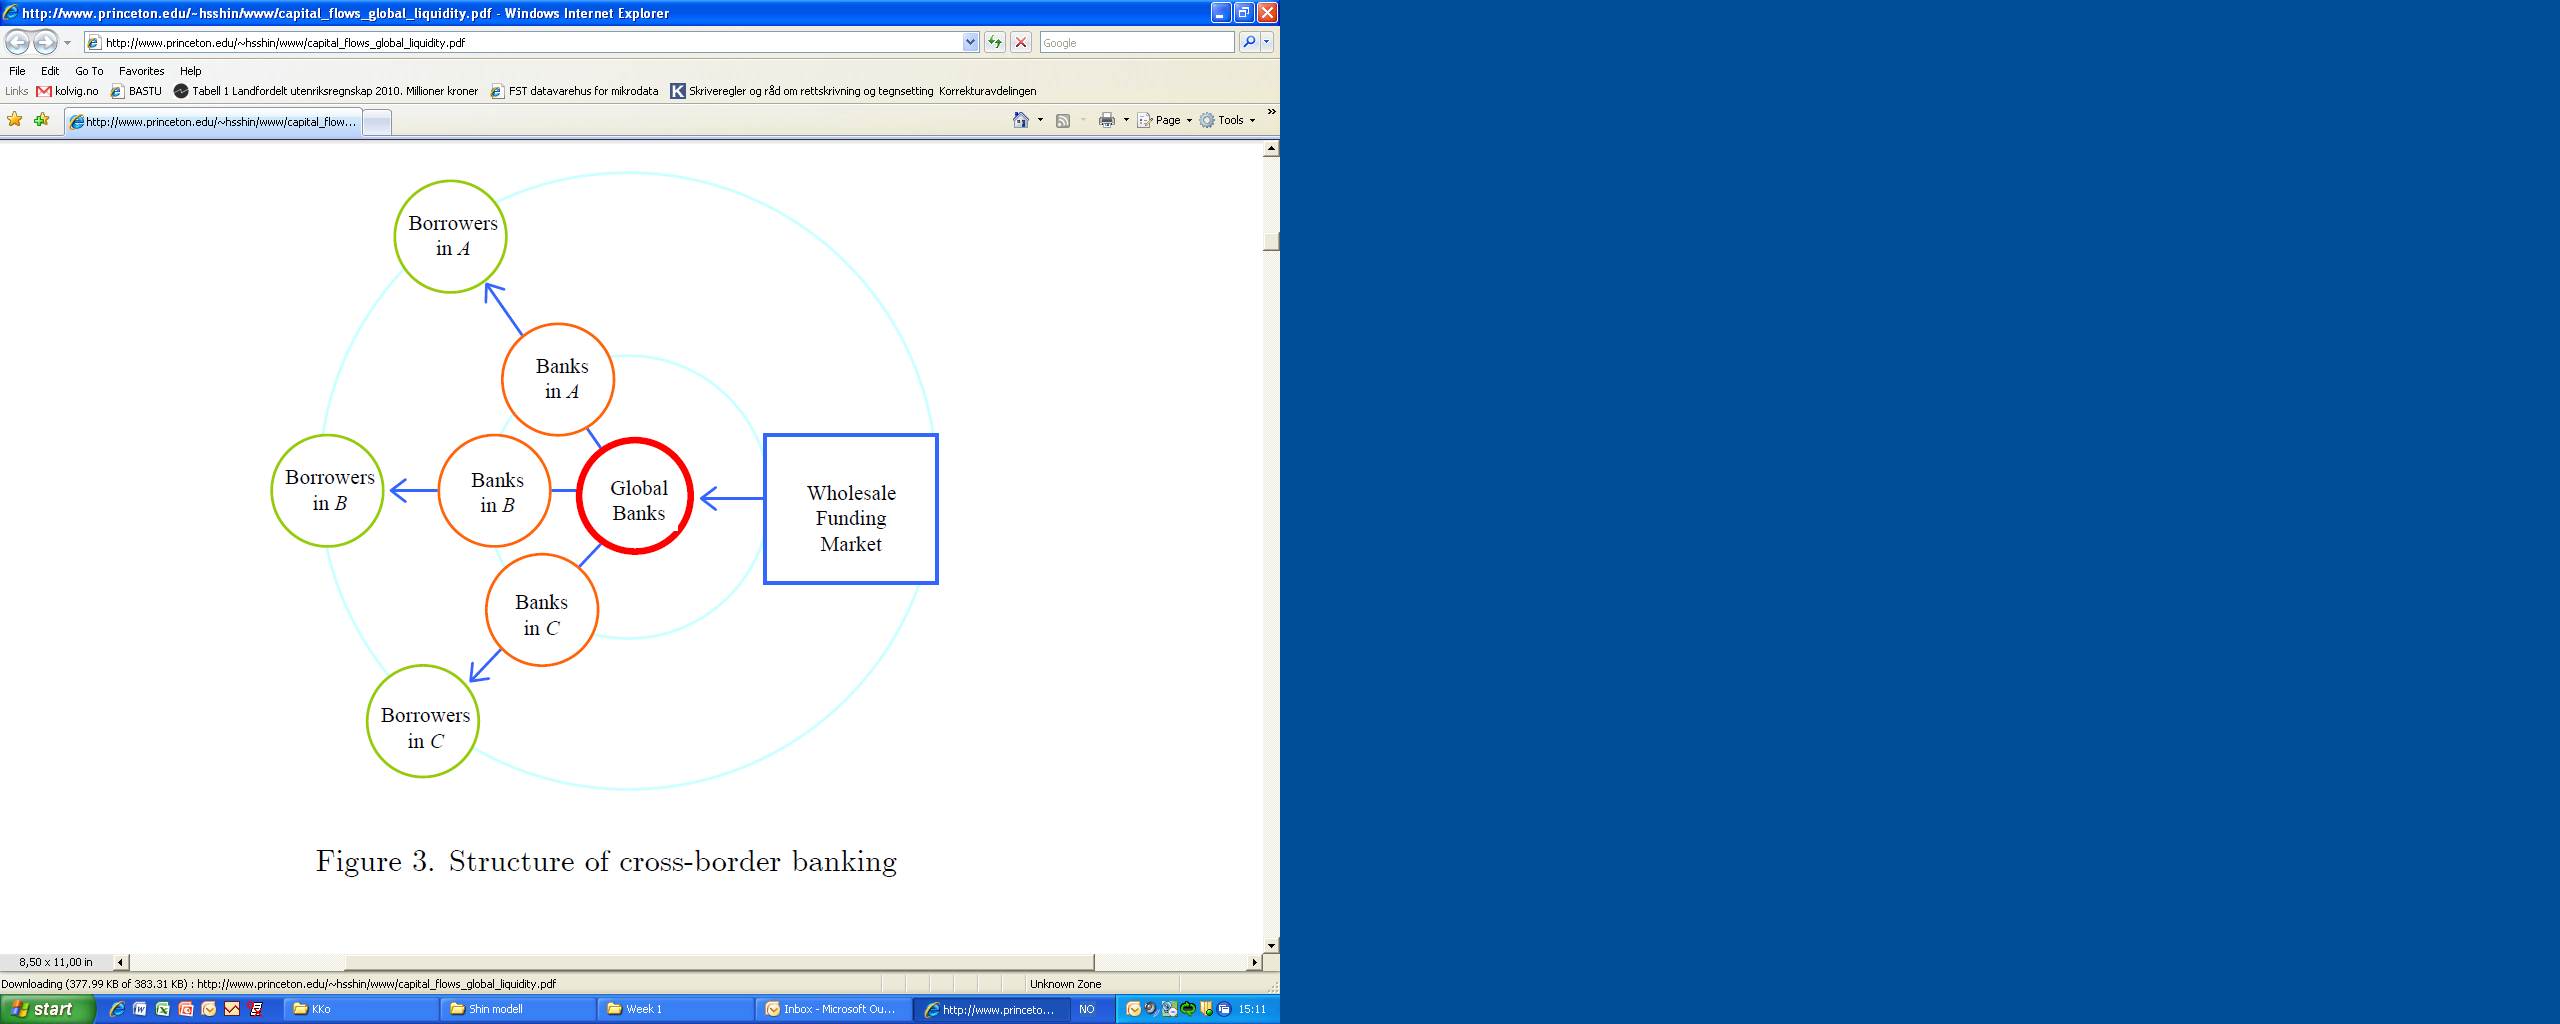 http://www.princeton.edu/~hsshin/www/capital_flows_global_liquidity.pdf - Windows Internet Explorer
http://www.princeton.edu/~hsshin/www/capital_flows_global_liquidity.pdf
Google
File Edit Go To Favorites Help
Links kolvig.no BASTU Tabell 1 Landfordelt utenriksregnskap 2010. Millioner kroner FST datavarehus for mikrodata Skriveregler og råd om rettskrivning og tegnsetting Korrekturavdelingen
http://www.princeton.edu/~hsshin/www/capital_flow...
Page Tools
Borrowers
in A
Banks
in A
Borrowers
in B
Banks
in B
Global
Banks
Wholesale
Funding
Market
Banks
in C
Borrowers
in C
Figure 3. Structure of cross-border banking
8,50 x 11,00 in
Downloading (377.99 KB of 383.31 KB) : http://www.princeton.edu/~hsshin/www/capital_flows_global_liquidity.pdf
Unknown Zone
start
KKo
Shin modell
Week 1
Inbox - Microsoft Ou...
http://www.princeto...
NO
15:11